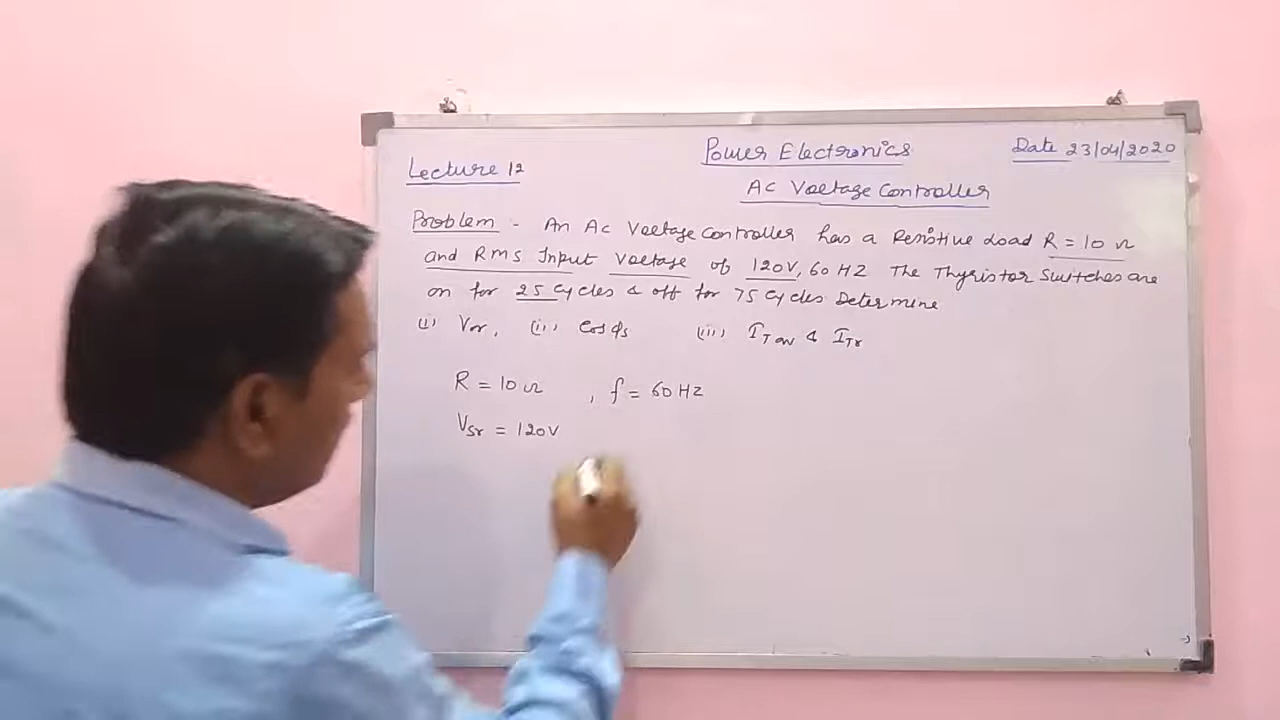 Power Electronics
Date 23/04/2020
Lecture 12
AC Voltage Controller
Problem - An AC Voltage Controller has a Resistive Load R = 10 Ω
and RMS Input Voltage of 120V, 60 HZ The Thyristor Switches are
on for 25 Cycles & off for 75 Cycles Determine
(i) Vor, (ii) Cos φs (iii) ITav & ITr
R = 10 Ω , f = 60 HZ
Vsr = 120V